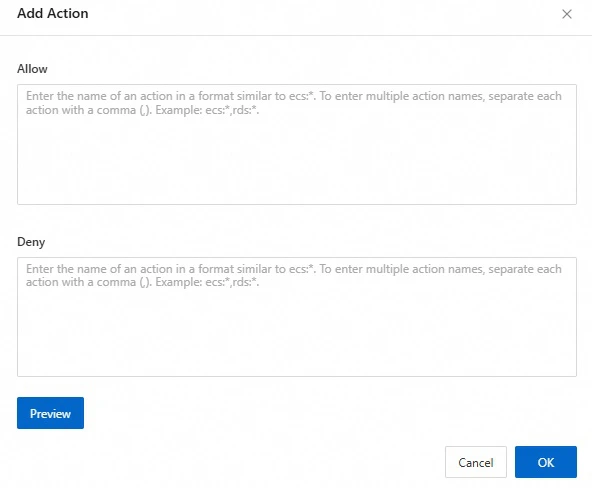 Add Action
Allow
Enter the name of an action in a format similar to ecs:*. To enter multiple action names, separate each
action with a comma (,). Example: ecs:*,rds:*.
Deny
Enter the name of an action in a format similar to ecs:*. To enter multiple action names, separate each
action with a comma (,). Example: ecs:*,rds:*.
Preview
Cancel
OK